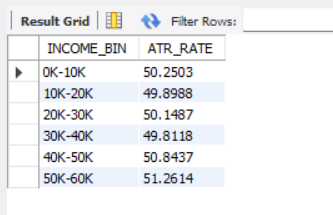 Result Grid Filter Rows:
INCOME_BIN ATR_RATE
0K-10K 50.2503
10K-20K 49.8988
20K-30K 50.1487
30K-40K 49.8118
40K-50K 50.8437
50K-60K 51.2614